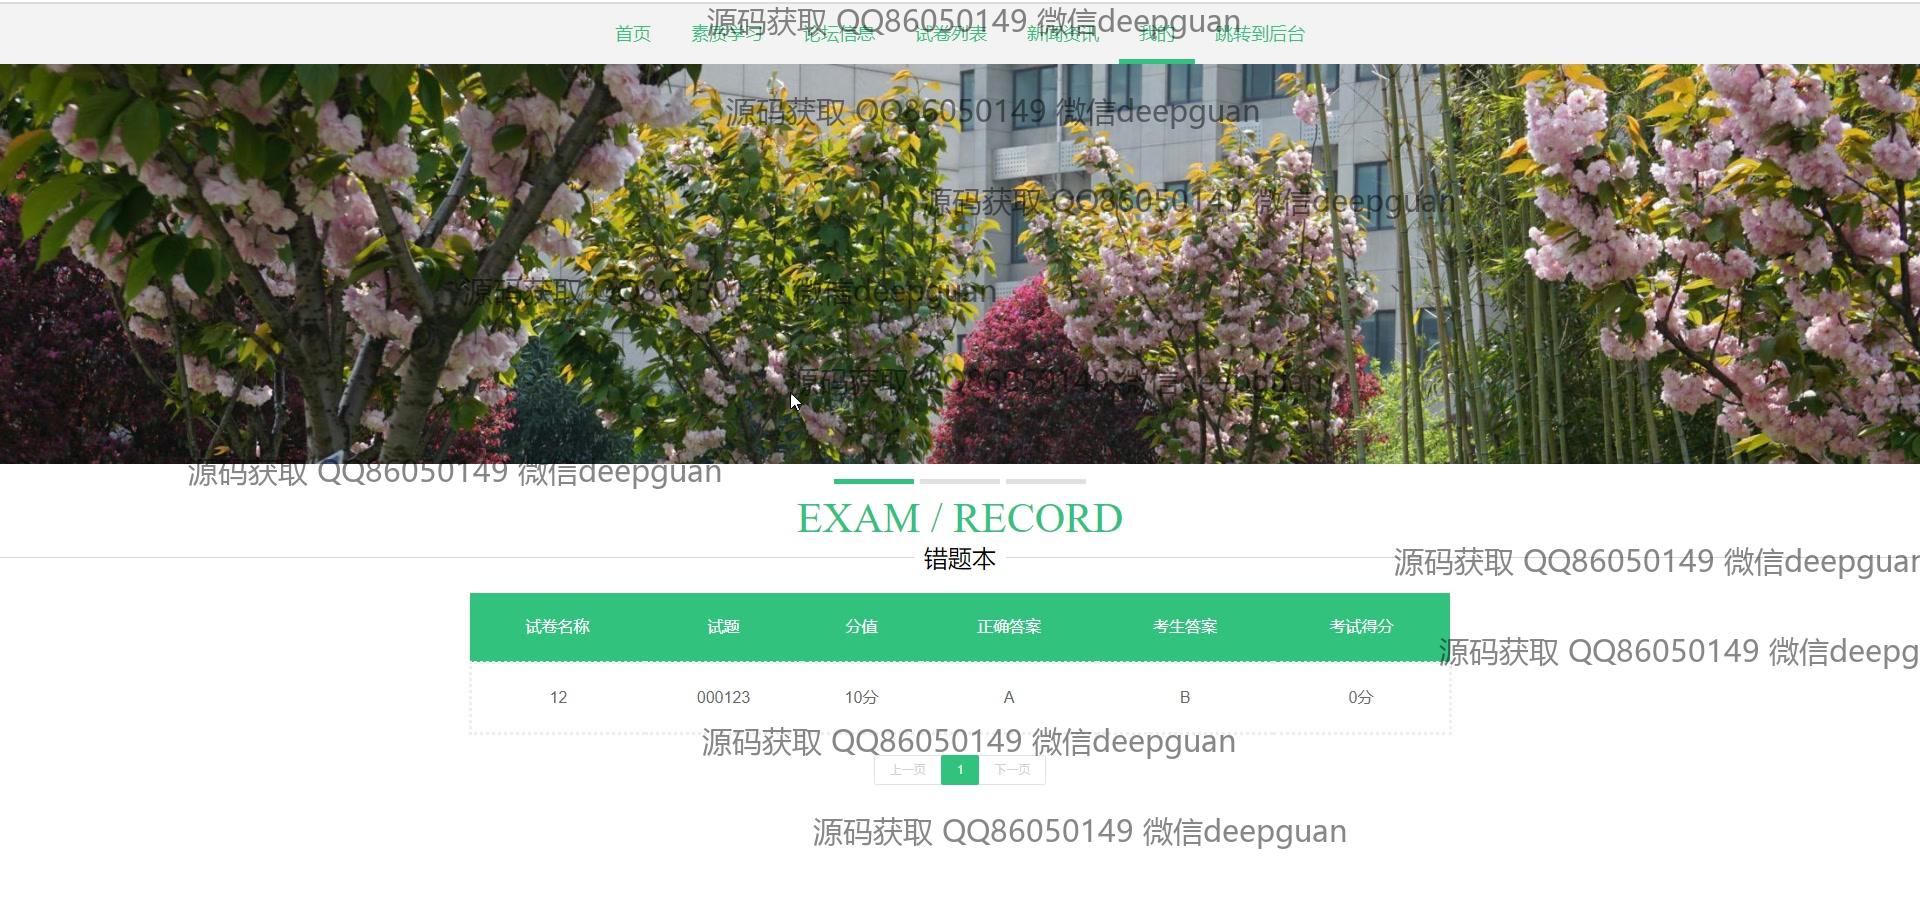 源码获取 QQ86050149 微信deepguan
首页 素质学习 论坛信息 试卷列表 新闻资讯 我的 跳转到后台
源码获取 QQ86050149 微信deepguan
源码获取 QQ86050149 微信deepguan
源码获取 QQ86050149 微信deepguan
源码获取 QQ86050149 微信deepguan
源码获取 QQ86050149 微信deepguan
EXAM / RECORD
错题本
源码获取 QQ86050149 微信deepguan
试卷名称 试题 分值 正确答案 考生答案 考试得分
源码获取 QQ86050149 微信deepg
12 000123 10分 A B 0分
源码获取 QQ86050149 微信deepguan
上一页 1 下一页
源码获取 QQ86050149 微信deepguan